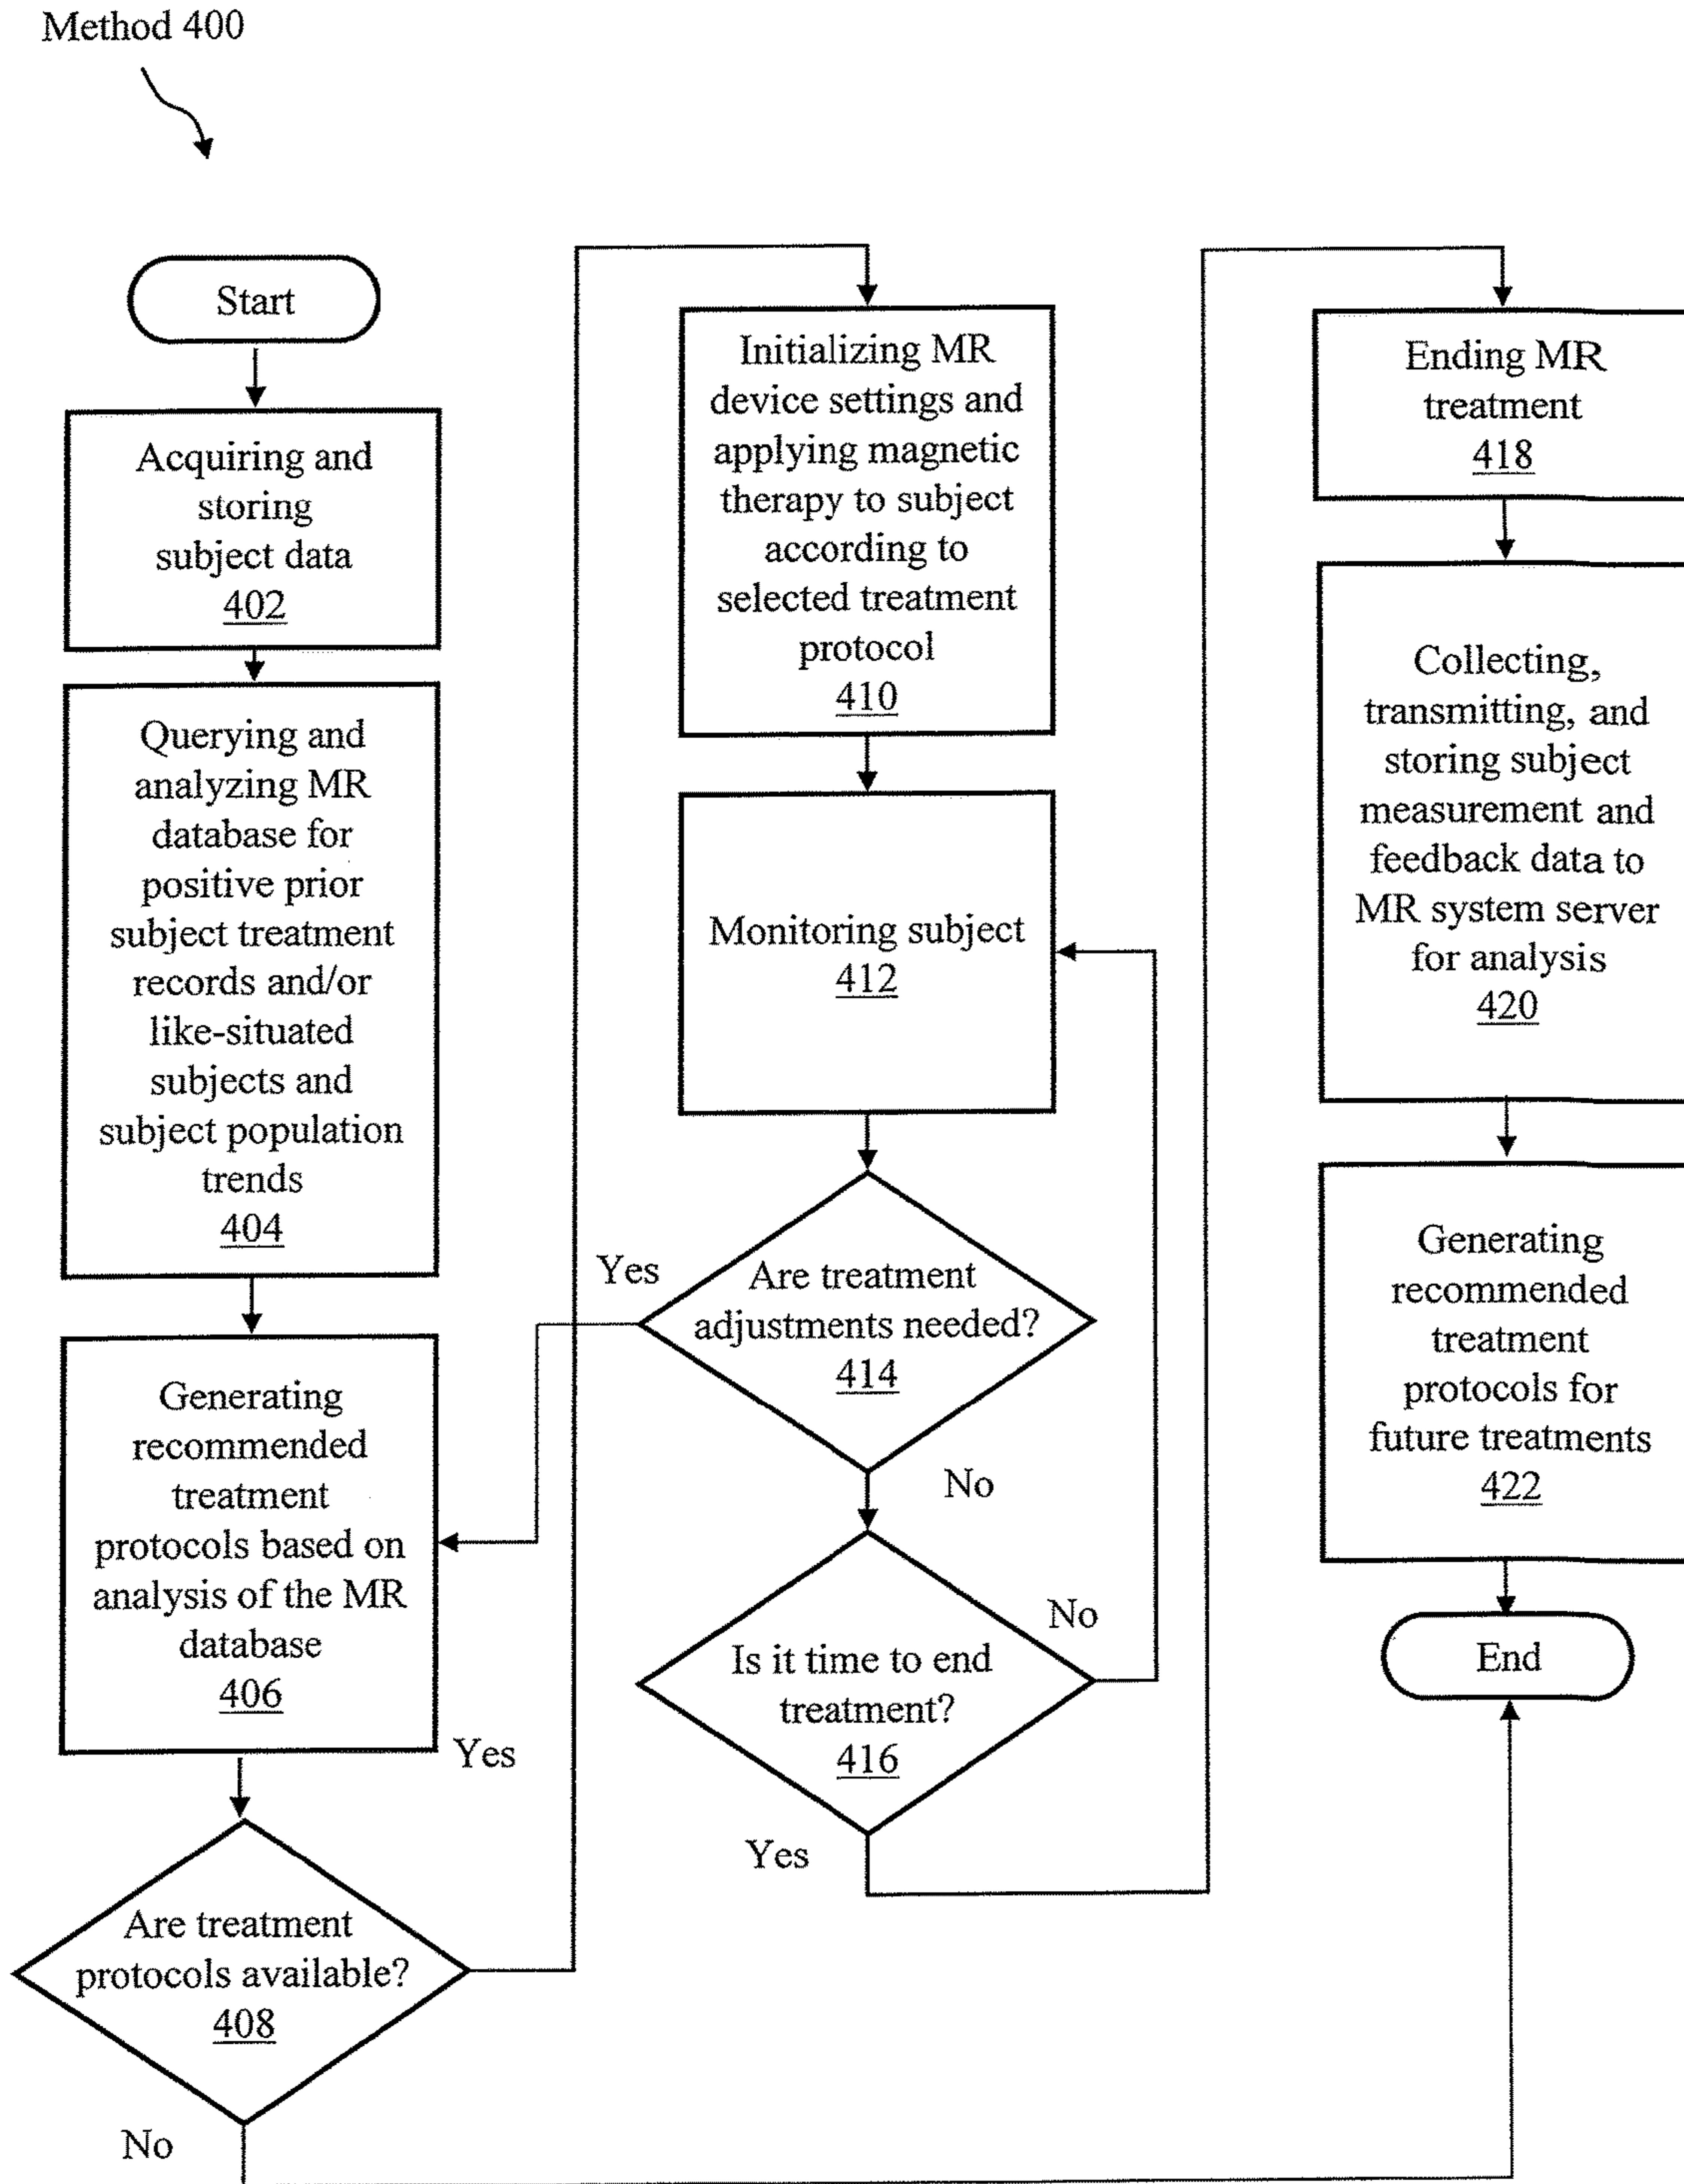 Method 400
Start
Acquiring and
storing
subject data
402
Querying and
analyzing MR
database for
positive prior
subject treatment
records and/or
like-situated
subjects and
subject population
trends
404
Generating
recommended
treatment
protocols based on
analysis of the MR
database
406
Yes
Are treatment
protocols available?
408
No
Initializing MR
device settings and
applying magnetic
therapy to subject
according to
selected treatment
protocol
410
Monitoring subject
412
Yes
Are treatment
adjustments needed?
414
No
Is it time to end
treatment?
416
No
Yes
Ending MR
treatment
418
Collecting,
transmitting, and
storing subject
measurement and
feedback data to
MR system server
for analysis
420
Generating
recommended
treatment
protocols for
future treatments
422
End